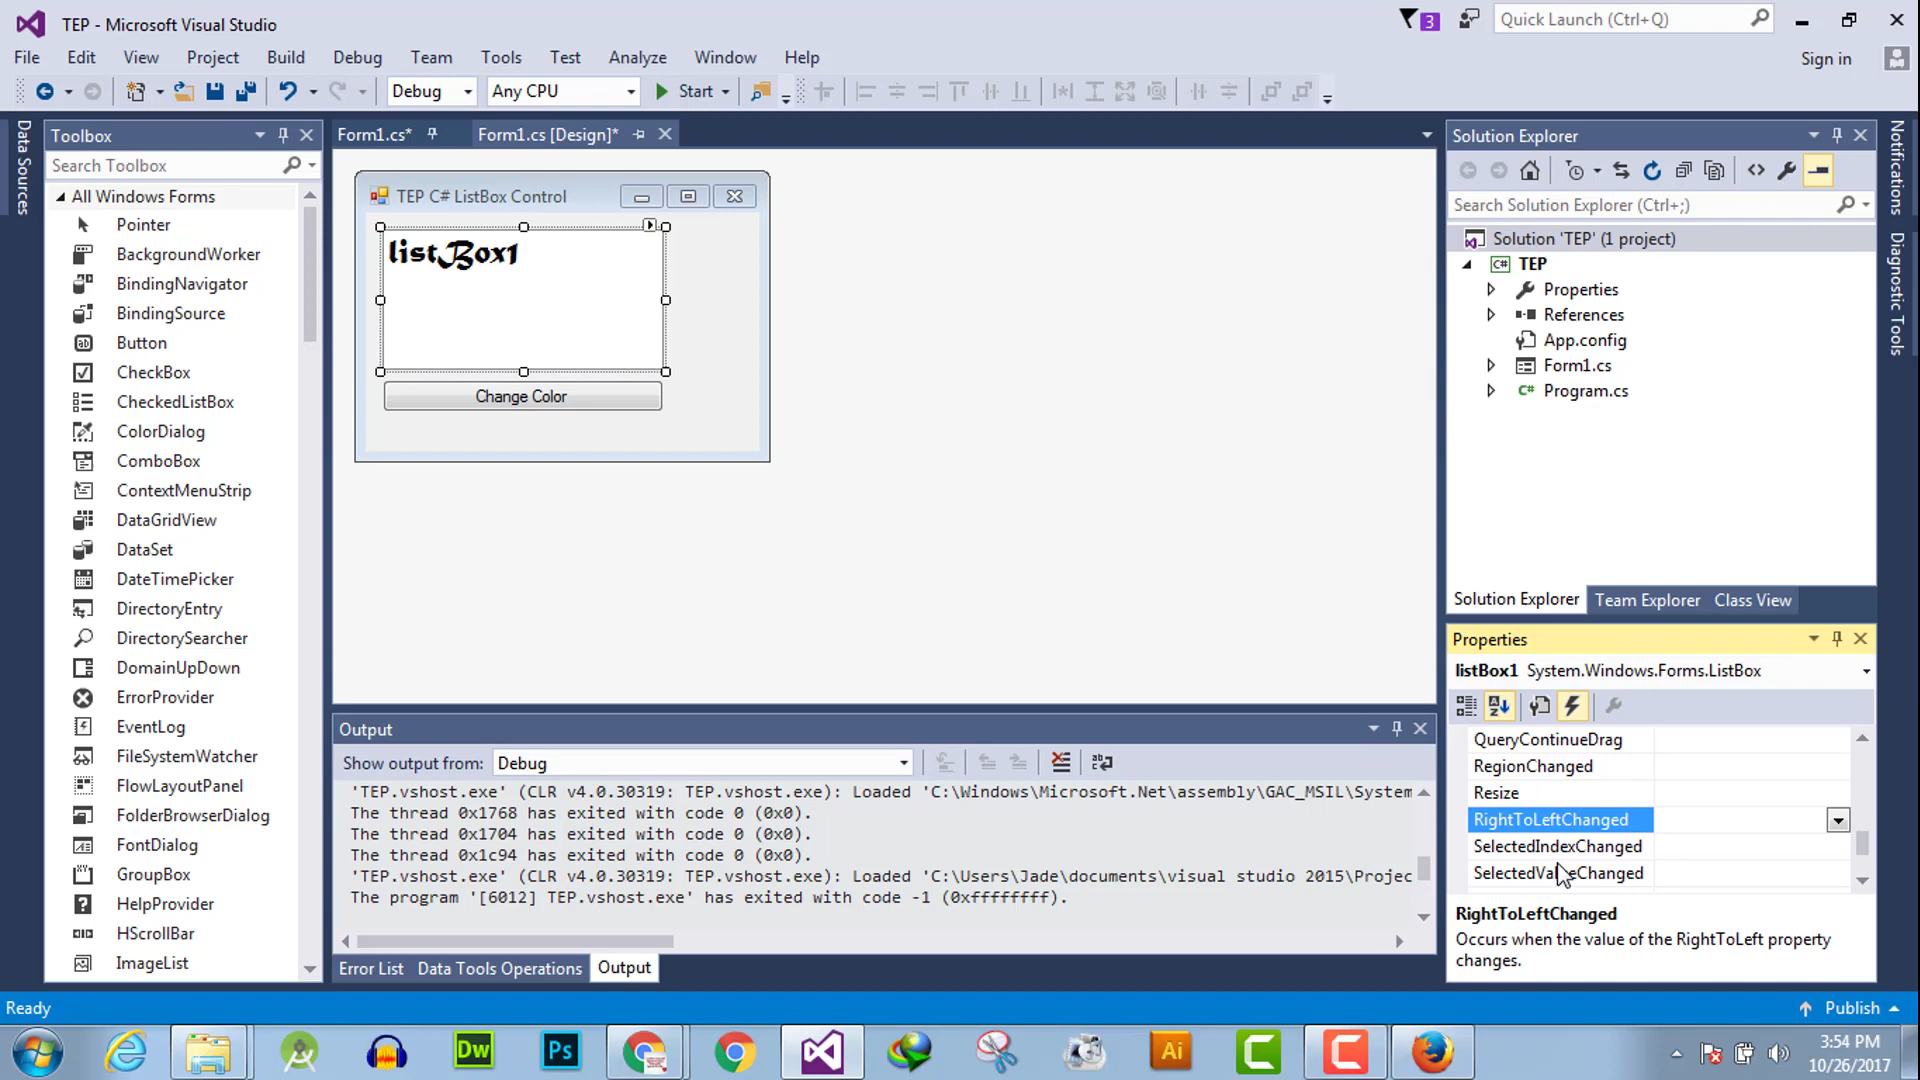 TEP - Microsoft Visual Studio
3
Quick Launch (Ctrl+Q)
File Edit View Project Build Debug Team Tools Test Analyze Window Help
Sign in
Debug Any CPU Start
Data Sources
Toolbox
Search Toolbox
All Windows Forms
Pointer
BackgroundWorker
BindingNavigator
BindingSource
Button
CheckBox
CheckedListBox
ColorDialog
ComboBox
ContextMenuStrip
DataGridView
DataSet
DateTimePicker
DirectoryEntry
DirectorySearcher
DomainUpDown
ErrorProvider
EventLog
FileSystemWatcher
FlowLayoutPanel
FolderBrowserDialog
FontDialog
GroupBox
HelpProvider
HScrollBar
ImageList
Form1.cs* Form1.cs [Design]*
TEP C# ListBox Control
listBox1
Change Color
Output
Show output from: Debug
'TEP.vshost.exe' (CLR v4.0.30319: TEP.vshost.exe): Loaded 'C:\Windows\Microsoft.Net\assembly\GAC_MSIL\System
The thread 0x1768 has exited with code 0 (0x0).
The thread 0x1704 has exited with code 0 (0x0).
The thread 0x1c94 has exited with code 0 (0x0).
'TEP.vshost.exe' (CLR v4.0.30319: TEP.vshost.exe): Loaded 'C:\Users\Jade\documents\visual studio 2015\Projec
The program '[6012] TEP.vshost.exe' has exited with code -1 (0xffffffff).
Error List Data Tools Operations Output
Solution Explorer
Search Solution Explorer (Ctrl+;)
Solution 'TEP' (1 project)
C# TEP
Properties
References
App.config
Form1.cs
C# Program.cs
Solution Explorer Team Explorer Class View
Properties
listBox1 System.Windows.Forms.ListBox
QueryContinueDrag
RegionChanged
Resize
RightToLeftChanged
SelectedIndexChanged
SelectedValueChanged
RightToLeftChanged
Occurs when the value of the RightToLeft property
changes.
Notifications
Diagnostic Tools
Ready
Publish
Dw
Ps
Ai
3:54 PM
10/26/2017